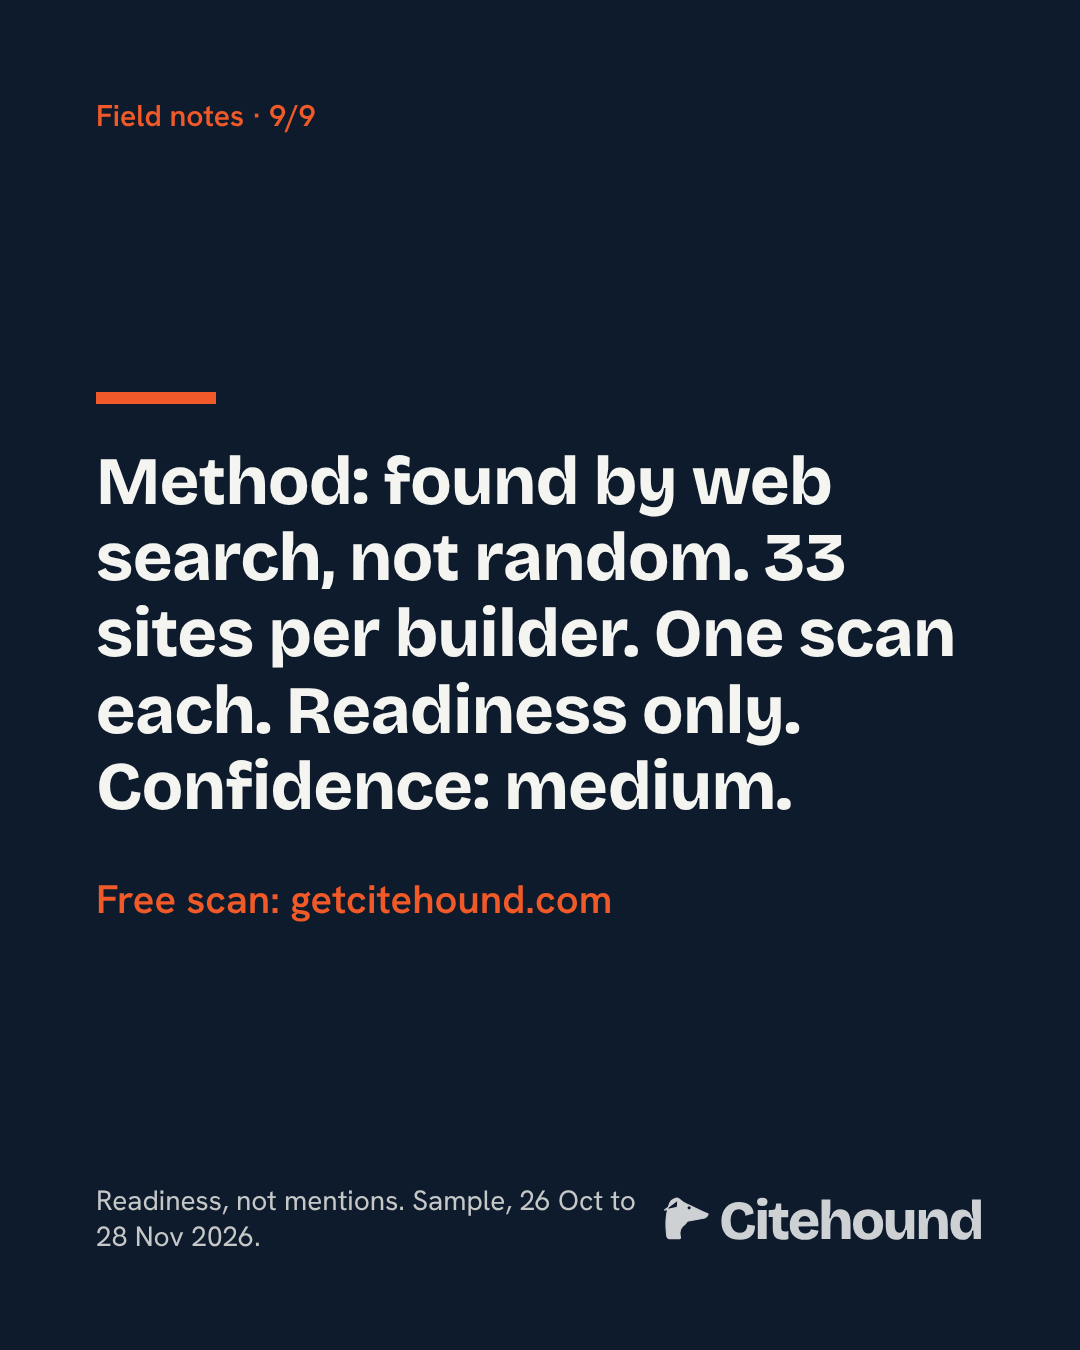 Field notes · 9/9
Method: found by web
search, not random. 33
sites per builder. One scan
each. Readiness only.
Confidence: medium.
Free scan: getcitehound.com
Readiness, not mentions. Sample, 26 Oct to
28 Nov 2026.
Citehound